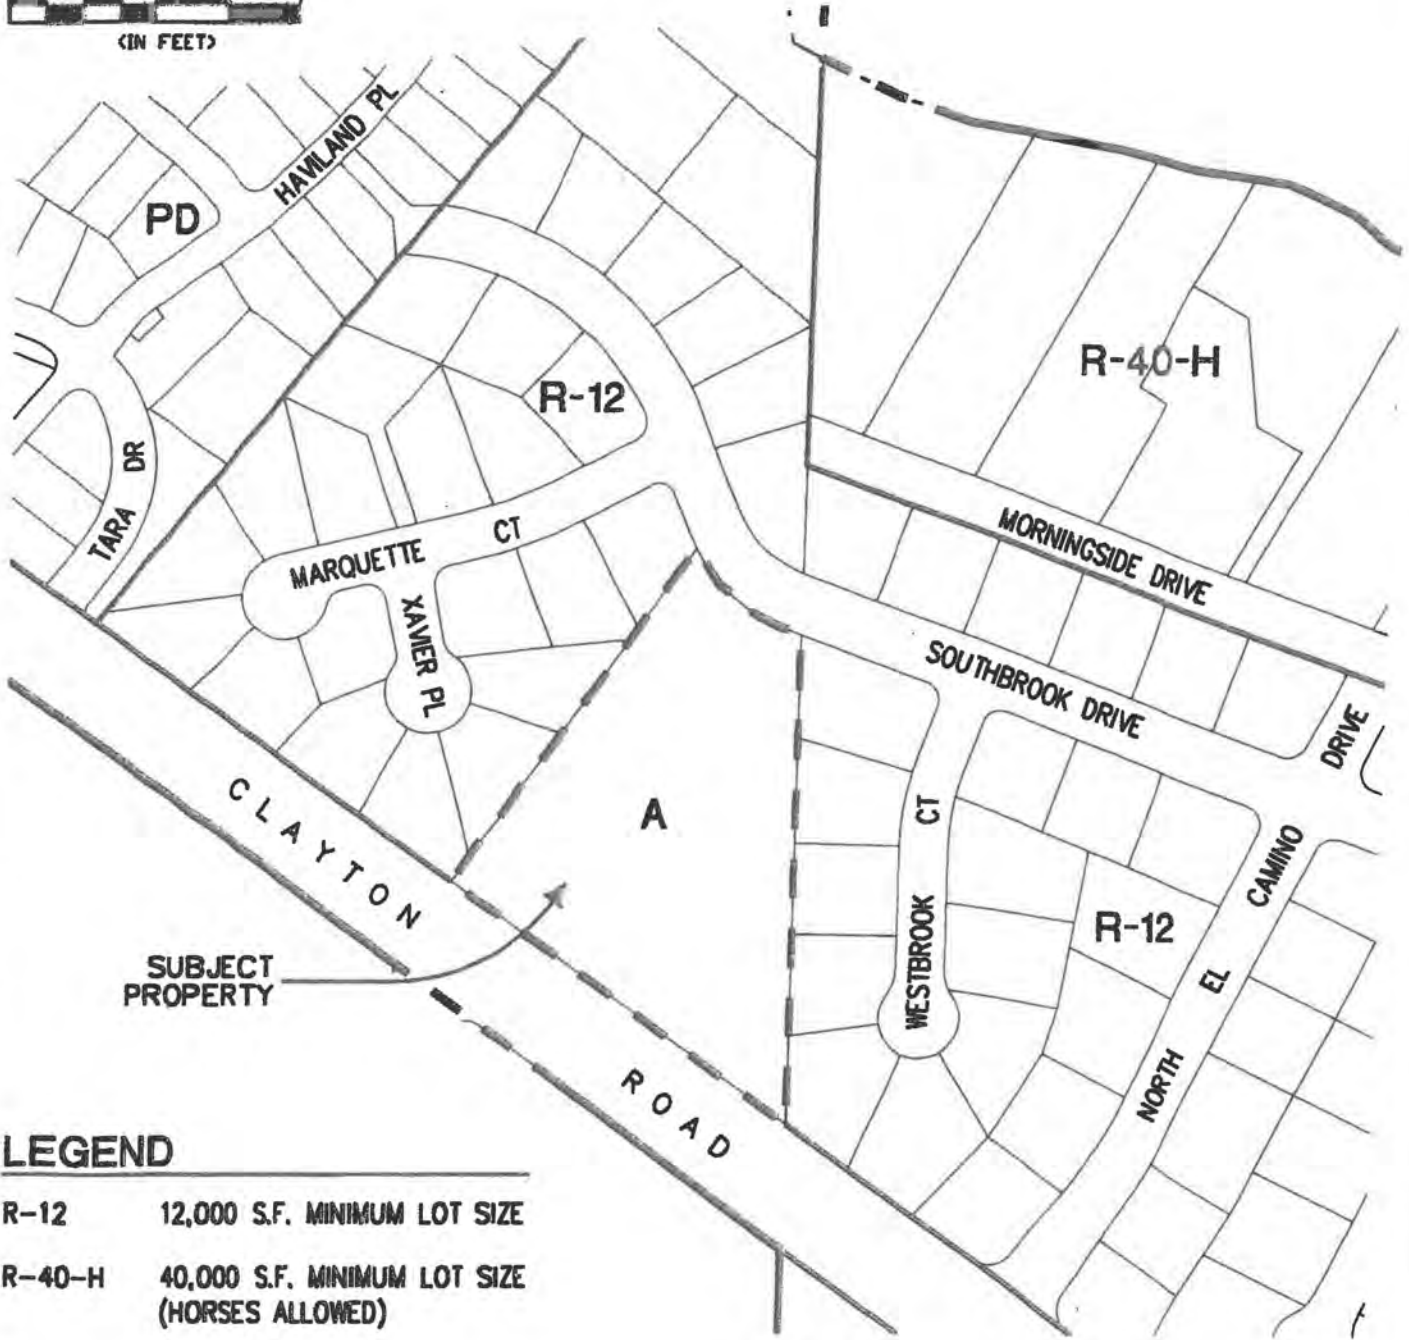 (IN FEET)
HAVILAND PL
PD
R-40-H
R-12
TARA DR
MORNINGSIDE DRIVE
MARQUETTE CT
XAVIER PL
SOUTHBROOK DRIVE
DRIVE
CLAYTON
A
WESTBROOK CT
CAMINO
R-12
EL
NORTH
SUBJECT
PROPERTY
ROAD
LEGEND
R-12 12,000 S.F. MINIMUM LOT SIZE
R-40-H 40,000 S.F. MINIMUM LOT SIZE
(HORSES ALLOWED)